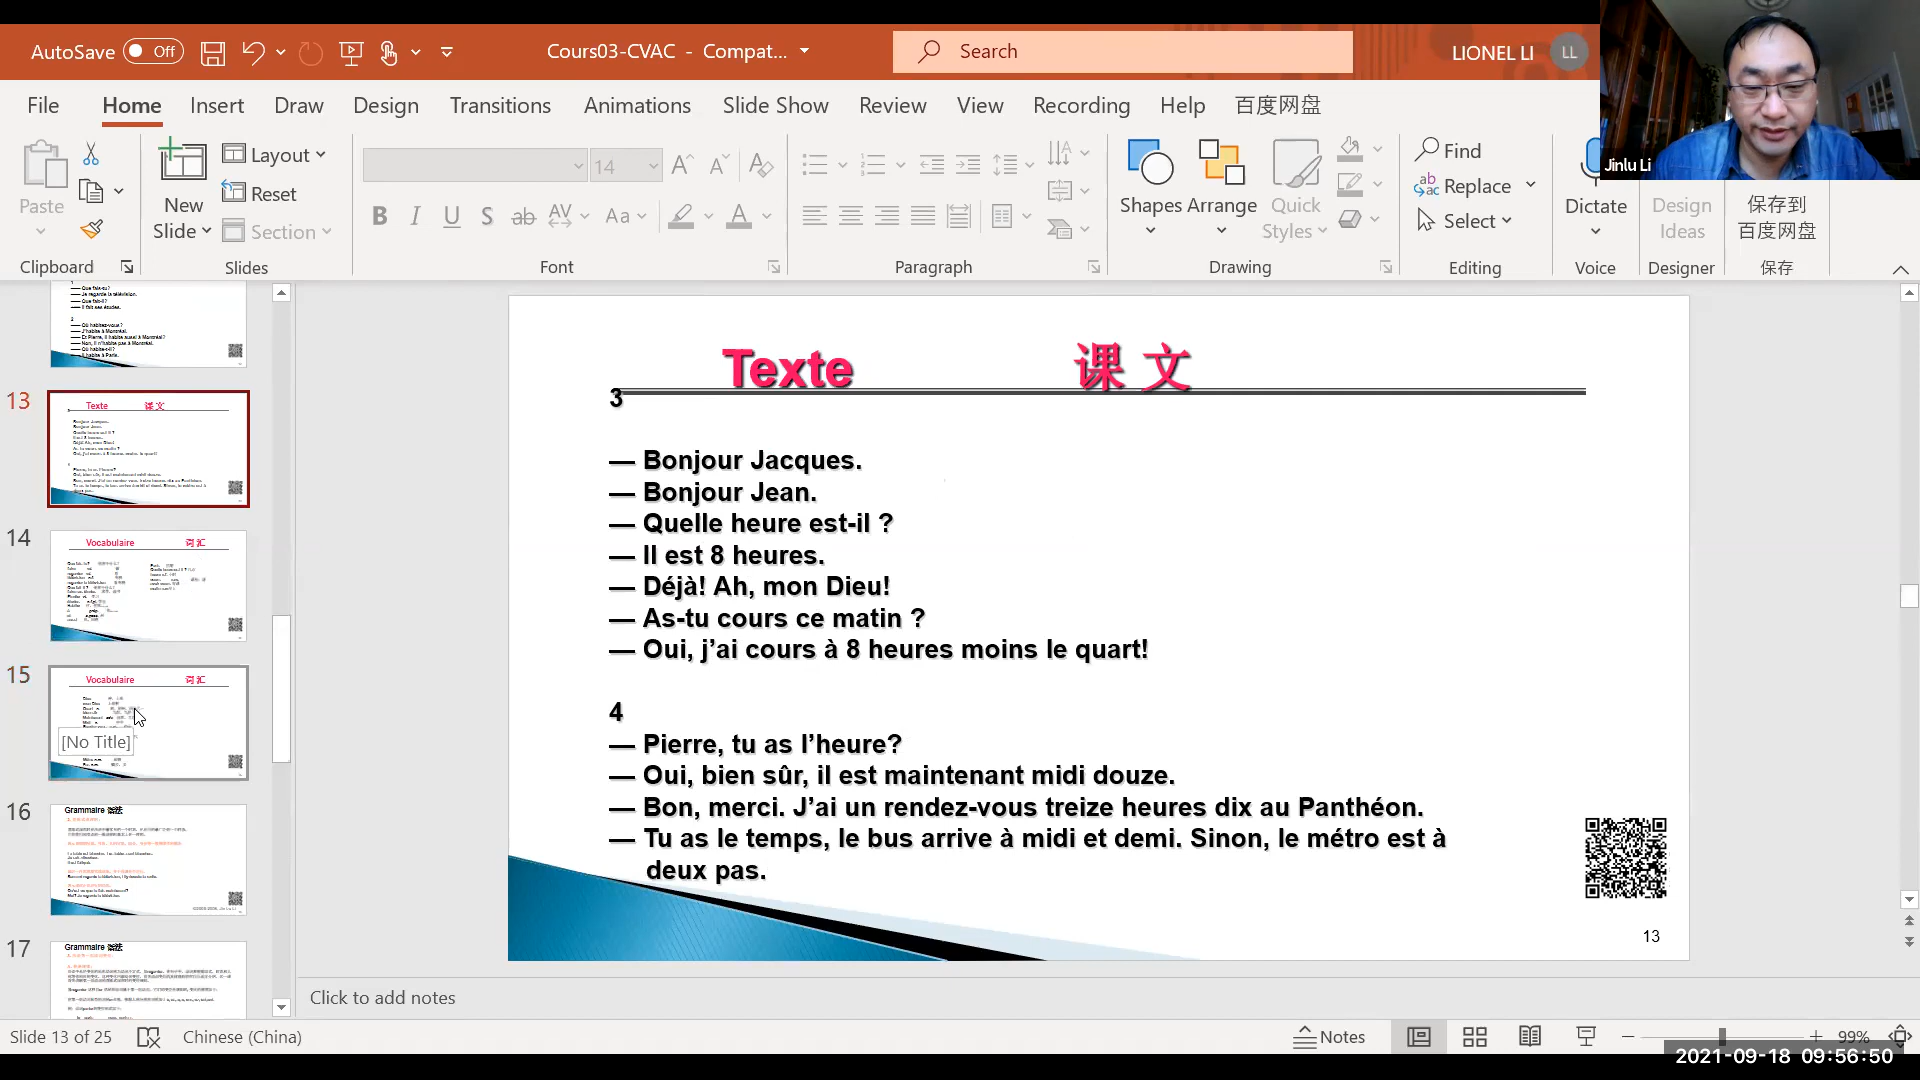 AutoSave Off
Cours03-CVAC - Compat...
Search
LIONEL LI LL
Jinlu Li
File Home Insert Draw Design Transitions Animations Slide Show Review View Recording Help 百度网盘
Paste
Clipboard
New Slide
Layout
Reset
Section
Slides
14
Font
Paragraph
Shapes Arrange Quick Styles
Drawing
Find
Replace
Select
Editing
Dictate
Voice
Design Ideas
Designer
保存到
百度网盘
保存
13
14
15
[No Title]
16
17
Texte 课文
Vocabulaire 词汇
Vocabulaire 词汇
Grammaire 语法
Grammaire 语法
Texte 课 文
3
— Bonjour Jacques.
— Bonjour Jean.
— Quelle heure est-il ?
— Il est 8 heures.
— Déjà! Ah, mon Dieu!
— As-tu cours ce matin ?
— Oui, j’ai cours à 8 heures moins le quart!
4
— Pierre, tu as l’heure?
— Oui, bien sûr, il est maintenant midi douze.
— Bon, merci. J’ai un rendez-vous treize heures dix au Panthéon.
— Tu as le temps, le bus arrive à midi et demi. Sinon, le métro est à
deux pas.
13
Click to add notes
Slide 13 of 25
Chinese (China)
Notes
99%
2021-09-18 09:56:50